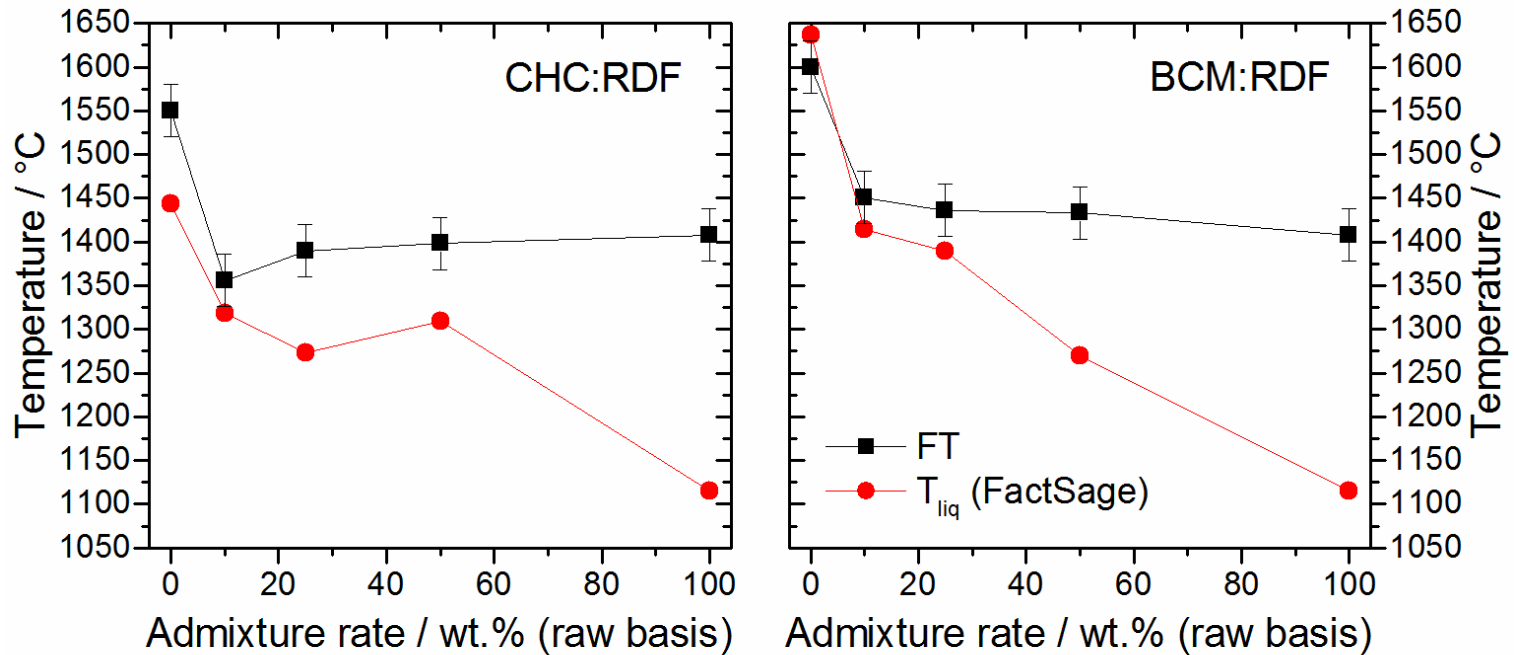 CHC:RDF
Temperature / °C
1650
1600
1550
1500
1450
1400
1350
1300
1250
1200
1150
1100
1050
0 20 40 60 80 100
Admixture rate / wt.% (raw basis)
BCM:RDF
FT
T_liq (FactSage)
0 20 40 60 80 100
Admixture rate / wt.% (raw basis)
1650
1600
1550
1500
1450
1400
1350
1300
1250
1200
1150
1100
1050
Temperature / °C